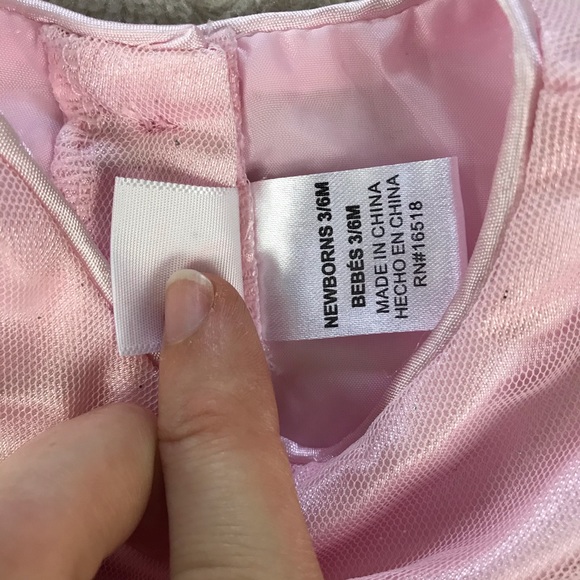 NEWBORNS 3/6M
BEBÉS 3/6M
MADE IN CHINA
HECHO EN CHINA
RN#16518